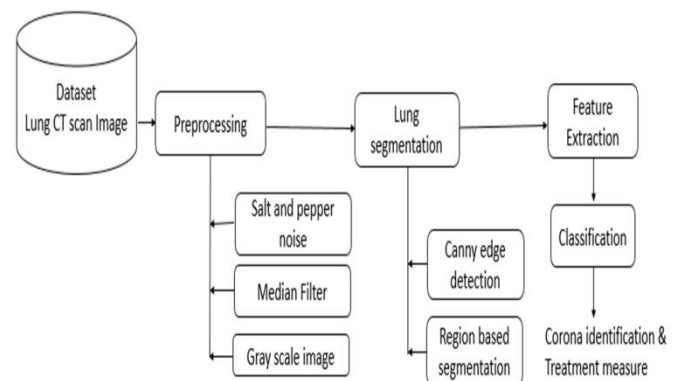 Dataset
Lung CT scan Image
Preprocessing
Lung
segmentation
Feature
Extraction
Salt and pepper
noise
Median Filter
Gray scale image
Canny edge
detection
Region based
segmentation
Classification
Corona identification &
Treatment measure